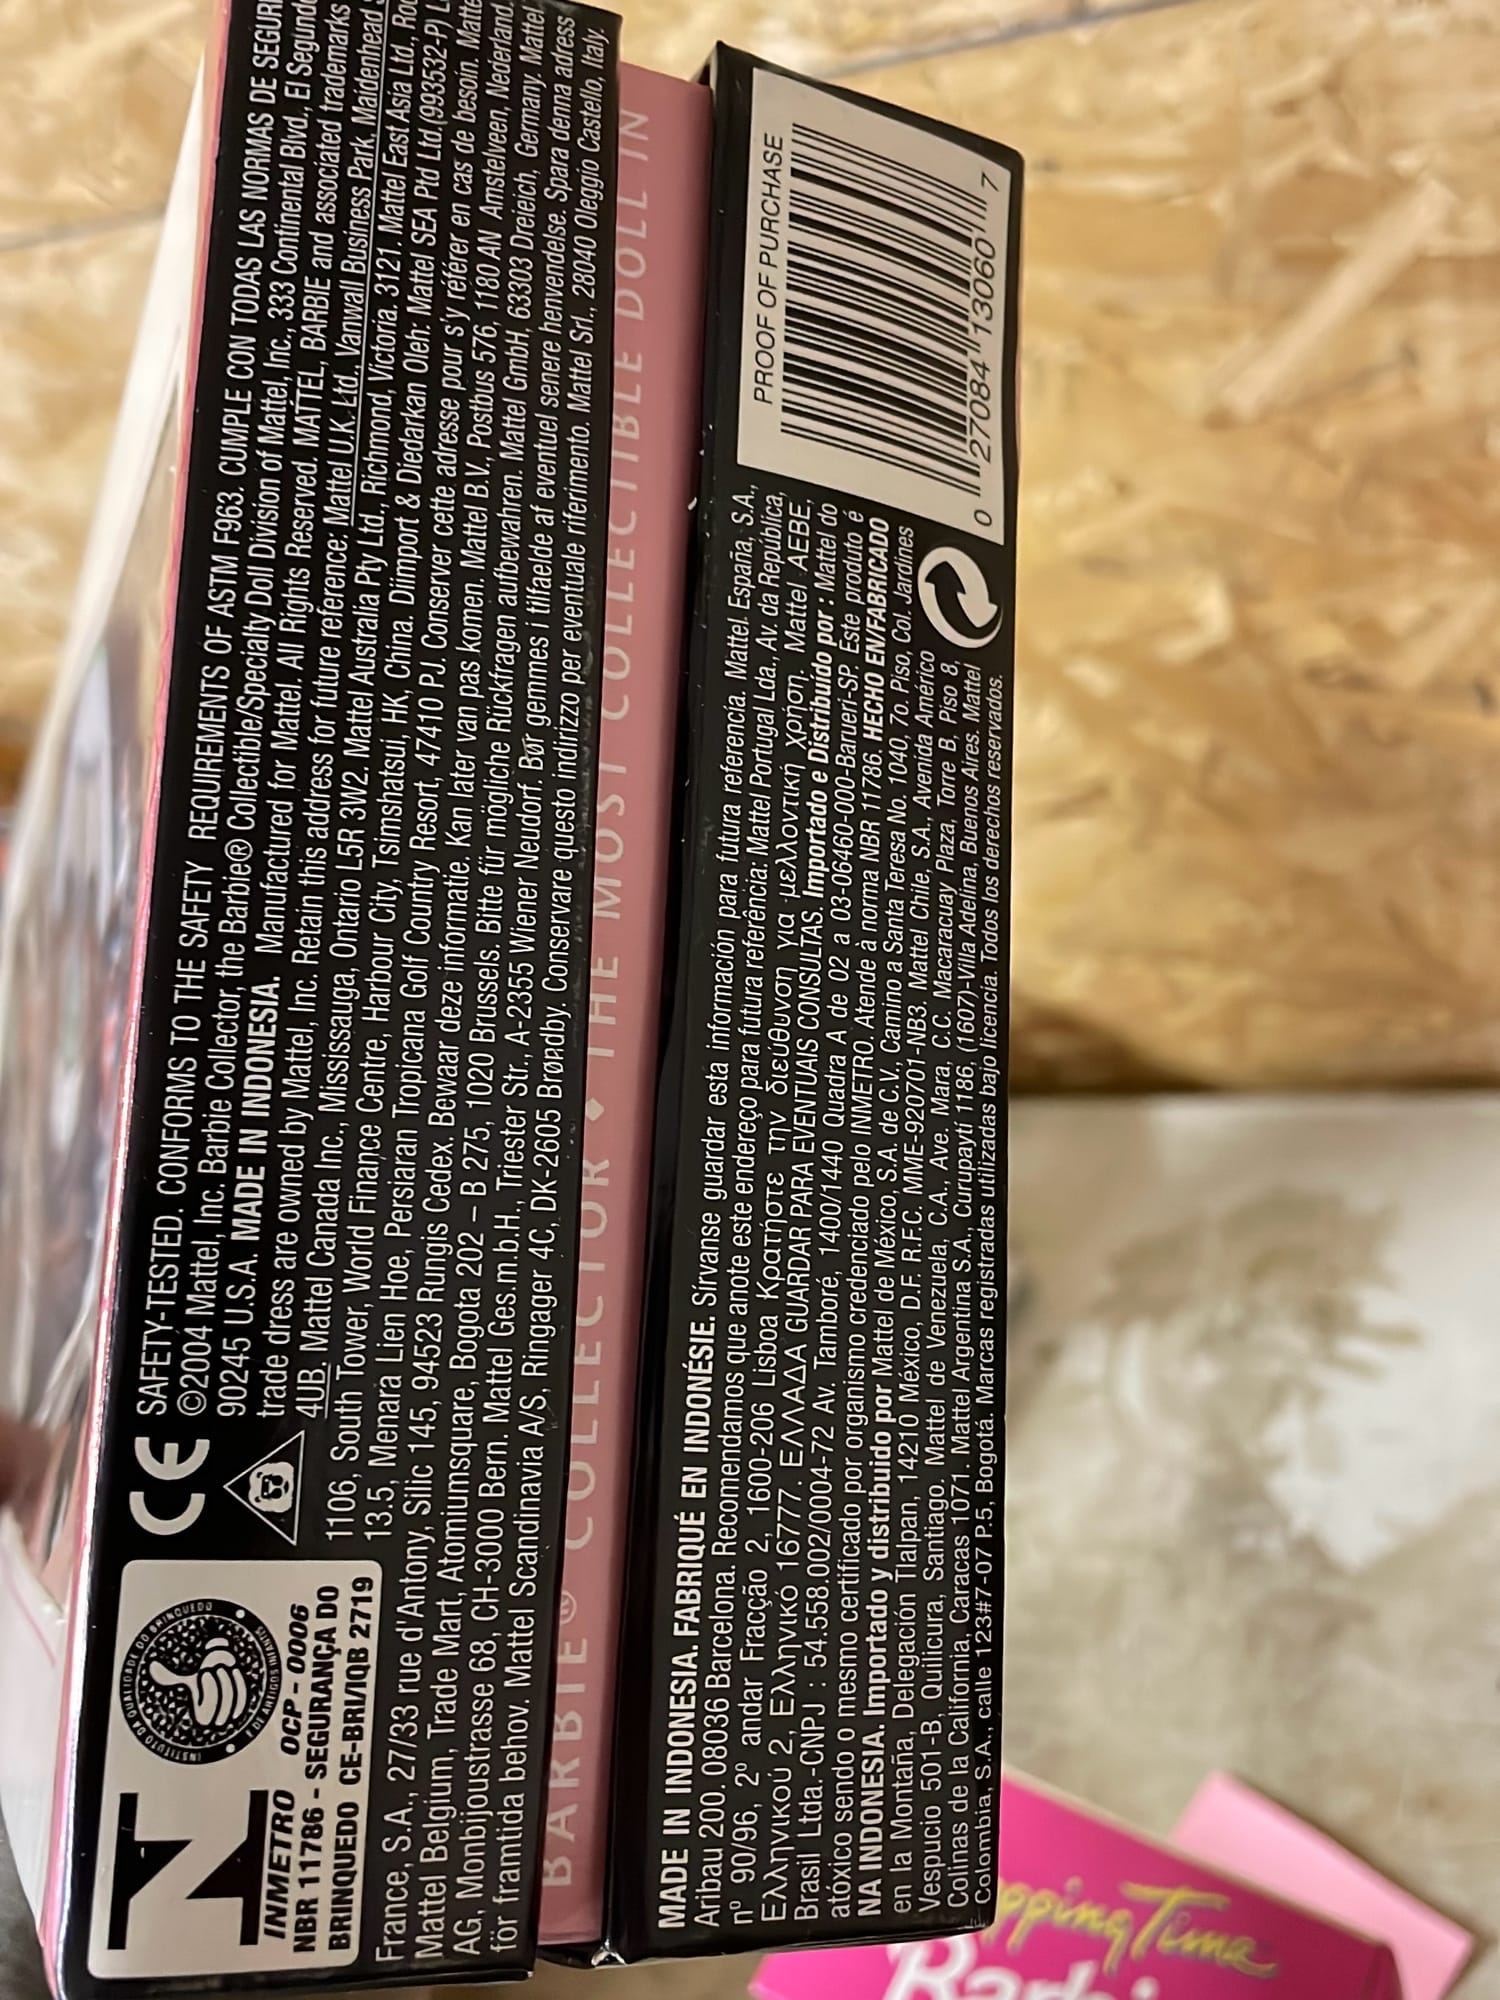 SAFETY-TESTED. CONFORMS TO THE SAFETY REQUIREMENTS OF ASTM F963. CUMPLE CON TODAS LAS NORMAS DE
©2004 Mattel, Inc. Barbie Collector, the Barbie® Collectible/Specialty Doll Division of Mattel, Inc., 333 Continental Blvd., El
90245 U.S.A. MADE IN INDONESIA. Manufactured for Mattel. All Rights Reserved. MATTEL, BARBIE and associated trademarks
trade dress are owned by Mattel, Inc. Retain this address for future reference: Mattel U.K. Ltd., Vanwall Business Park, Maidenhead
4UB. Mattel Canada Inc., Mississauga, Ontario L5R 3W2. Mattel Australia Pty Ltd., Richmond, Victoria. 3121. Mattel East Asia Ltd.,
1106, South Tower, World Finance Centre, Harbour City, Tsimshatsui, HK, China. Diimport & Diedarkan Oleh: Mattel SEA Ptd Ltd.(993532-P)
13.5, Menara Lien Hoe, Persiaran Tropicana Golf Country Resort, 47410 PJ. Conserver cette adresse pour s'y référer en cas de besoin.
France, S.A., 27/33 rue d'Antony, Silic 145, 94523 Rungis Cedex. Bewaar deze informatie. Kan later van pas komen. Mattel B.V., Postbus 576, 1180 AN Amstelveen, Nederland.
Mattel Belgium, Trade Mart, Atomiumsquare, Bogota 202 – B 275, 1020 Brussels. Bitte für mögliche Rückfragen aufbewahren. Mattel GmbH, 63303 Dreieich, Germany. Mattel
AG, Monbijoustrasse 68, CH-3000 Bern. Mattel Ges.m.b.H., Triester Str., A-2355 Wiener Neudorf. Bør gemmes i tilfaelde af eventuel senere henvendelse. Spara denna adress
för framtida behov. Mattel Scandinavia A/S, Ringager 4C, DK-2605 Brøndby. Conservare questo indirizzo per eventuale riferimento. Mattel Srl., 28040 Oleggio Castello, Italy.
CE
N
INSTITUTO DA QUALIDADE DO BRINQUEDO
E DE ARTIGOS INFANTIS
INMETRO OCP - 0006
NBR 11786 - SEGURANÇA DO
BRINQUEDO CE-BRI/IQB 2719
BARBIE® COLLECTOR ◆ THE MOST COLLECTIBLE DOLL IN
MADE IN INDONESIA. FABRIQUÉ EN INDONÉSIE. Sírvanse guardar esta información para futura referencia. Mattel España, S.A.,
Aribau 200. 08036 Barcelona. Recomendamos que anote este endereço para futura referência: Mattel Portugal Lda., Av. da República,
nº 90/96, 2º andar Fracção 2, 1600-206 Lisboa Κρατήστε την διεύθυνση για μελλοντική χρήση. Mattel AEBE,
Ελληνικού 2, Ελληνικό 16777. ΕΛΛΑΔΑ GUARDAR PARA EVENTUAIS CONSULTAS. Importado e Distribuído por : Mattel do
Brasil Ltda.-CNPJ : 54.558.002/0004-72 Av. Tamboré, 1400/1440 Quadra A de 02 a 03-06460-000-Barueri-SP. Este produto é
atóxico sendo o mesmo certificado por organismo credenciado pelo INMETRO. Atende à norma NBR 11786. HECHO EN/FABRICADO
NA INDONESIA. Importado y distribuido por Mattel de México, S.A. de C.V., Camino a Santa Teresa No. 1040, 7o. Piso, Col. Jardines
en la Montaña, Delegación Tlalpan, 14210 México, D.F. R.F.C. MME-920701-NB3. Mattel Chile, S.A., Avenida Américo
Vespucio 501-B, Quilicura, Santiago. Mattel de Venezuela, C.A., Ave. Mara, C.C. Macaracuay Plaza, Torre B, Piso 8,
Colinas de la California, Caracas 1071. Mattel Argentina S.A., Curupaytí 1186, (1607)-Villa Adelina, Buenos Aires. Mattel
Colombia, S.A., calle 123#7-07 P.5, Bogotá. Marcas registradas utilizadas bajo licencia. Todos los derechos reservados.
PROOF OF PURCHASE
0 27084 13060 7
Time